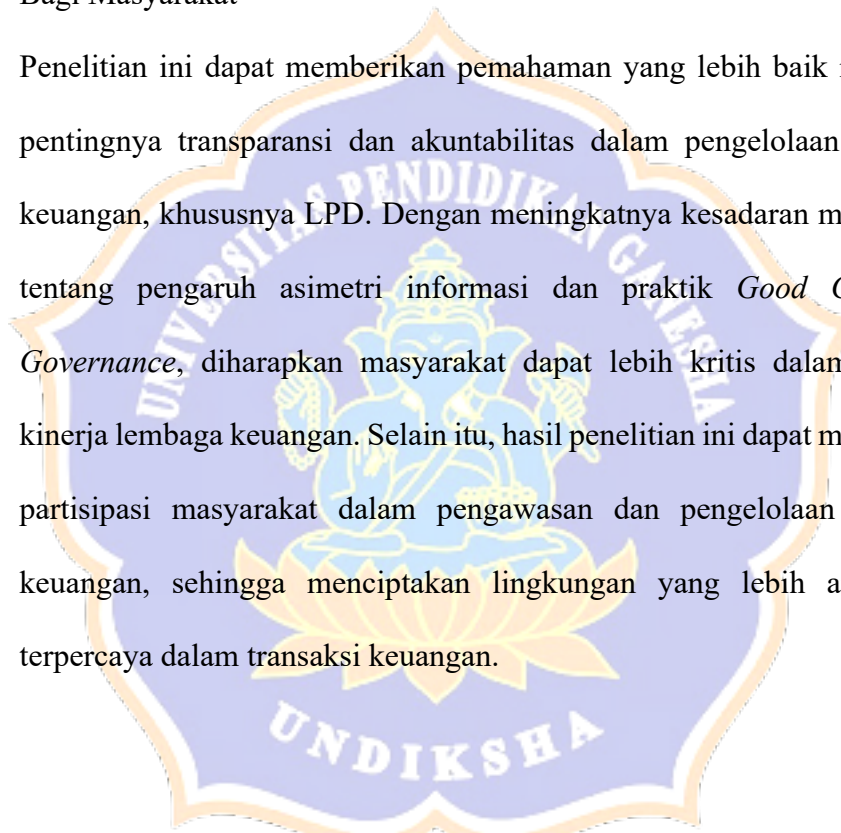 Bagi Masyarakat
Penelitian ini dapat memberikan pemahaman yang lebih baik
pentingnya transparansi dan akuntabilitas dalam pengelolaan
keuangan, khususnya LPD. Dengan meningkatnya kesadaran m
tentang pengaruh asimetri informasi dan praktik Good
Governance, diharapkan masyarakat dapat lebih kritis dalam
kinerja lembaga keuangan. Selain itu, hasil penelitian ini dapat m
partisipasi masyarakat dalam pengawasan dan pengelolaan
keuangan, sehingga menciptakan lingkungan yang lebih a
terpercaya dalam transaksi keuangan.
UNIVERSITAS PENDIDIKAN GANESHA
UNDIKSHA